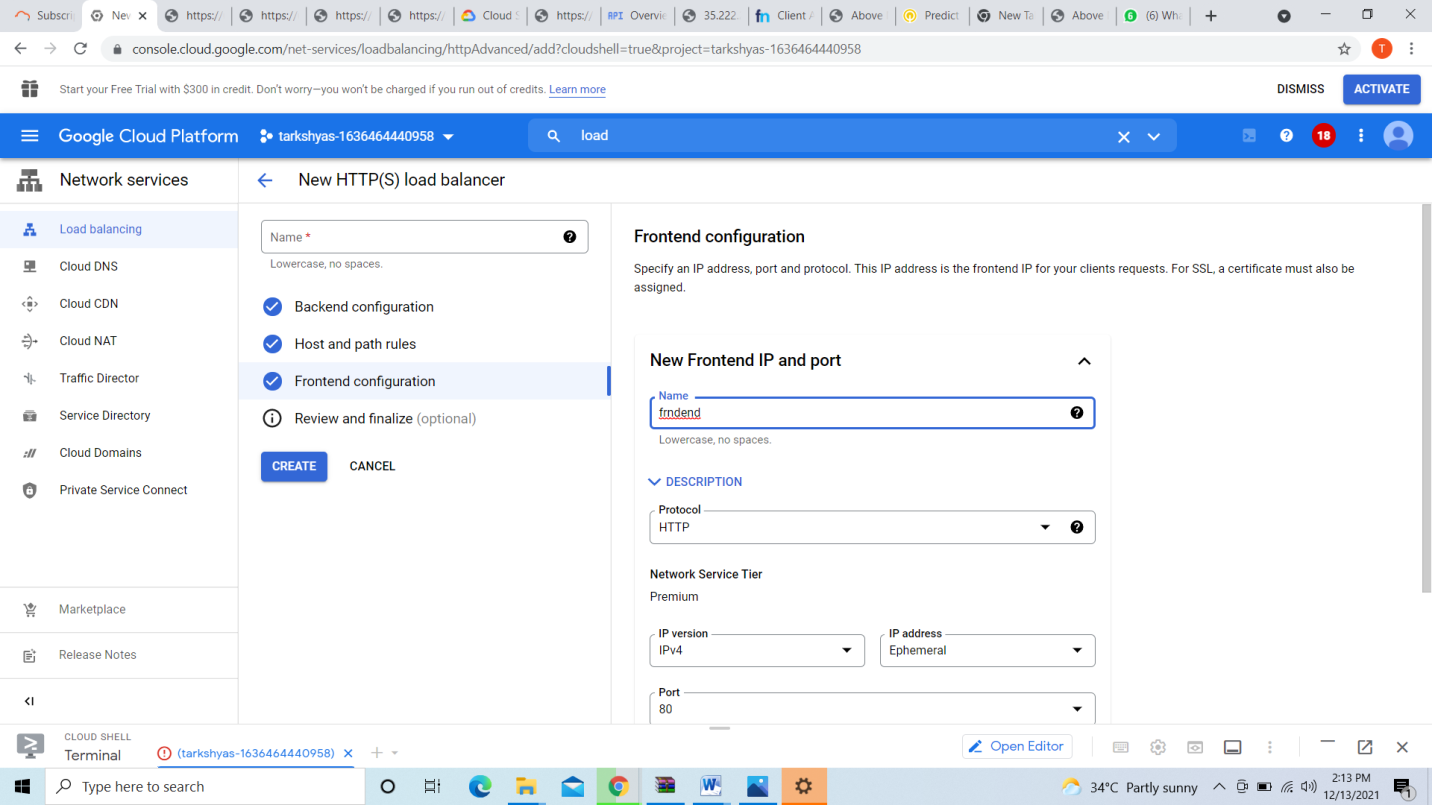 Subscri
New
https:/
https:/
https:/
https:/
Cloud S
https:/
API Overvie
35.222.
fn Client A
Above
Predict
New Ta
Above
6 (6) Wha
console.cloud.google.com/net-services/loadbalancing/httpAdvanced/add?cloudshell=true&project=tarkshyas-1636464440958
T
Start your Free Trial with $300 in credit. Don't worry—you won't be charged if you run out of credits. Learn more
DISMISS
ACTIVATE
Google Cloud Platform
tarkshyas-1636464440958
load
18
Network services
New HTTP(S) load balancer
Load balancing
Cloud DNS
Cloud CDN
Cloud NAT
Traffic Director
Service Directory
Cloud Domains
Private Service Connect
Marketplace
Release Notes
Name *
Lowercase, no spaces.
Backend configuration
Host and path rules
Frontend configuration
Review and finalize (optional)
CREATE
CANCEL
Frontend configuration
Specify an IP address, port and protocol. This IP address is the frontend IP for your clients requests. For SSL, a certificate must also be
assigned.
New Frontend IP and port
Name
frndend
Lowercase, no spaces.
DESCRIPTION
Protocol
HTTP
Network Service Tier
Premium
IP version
IPv4
IP address
Ephemeral
Port
80
CLOUD SHELL
Terminal
(tarkshyas-1636464440958)
Open Editor
Type here to search
34°C Partly sunny
2:13 PM
12/13/2021
1